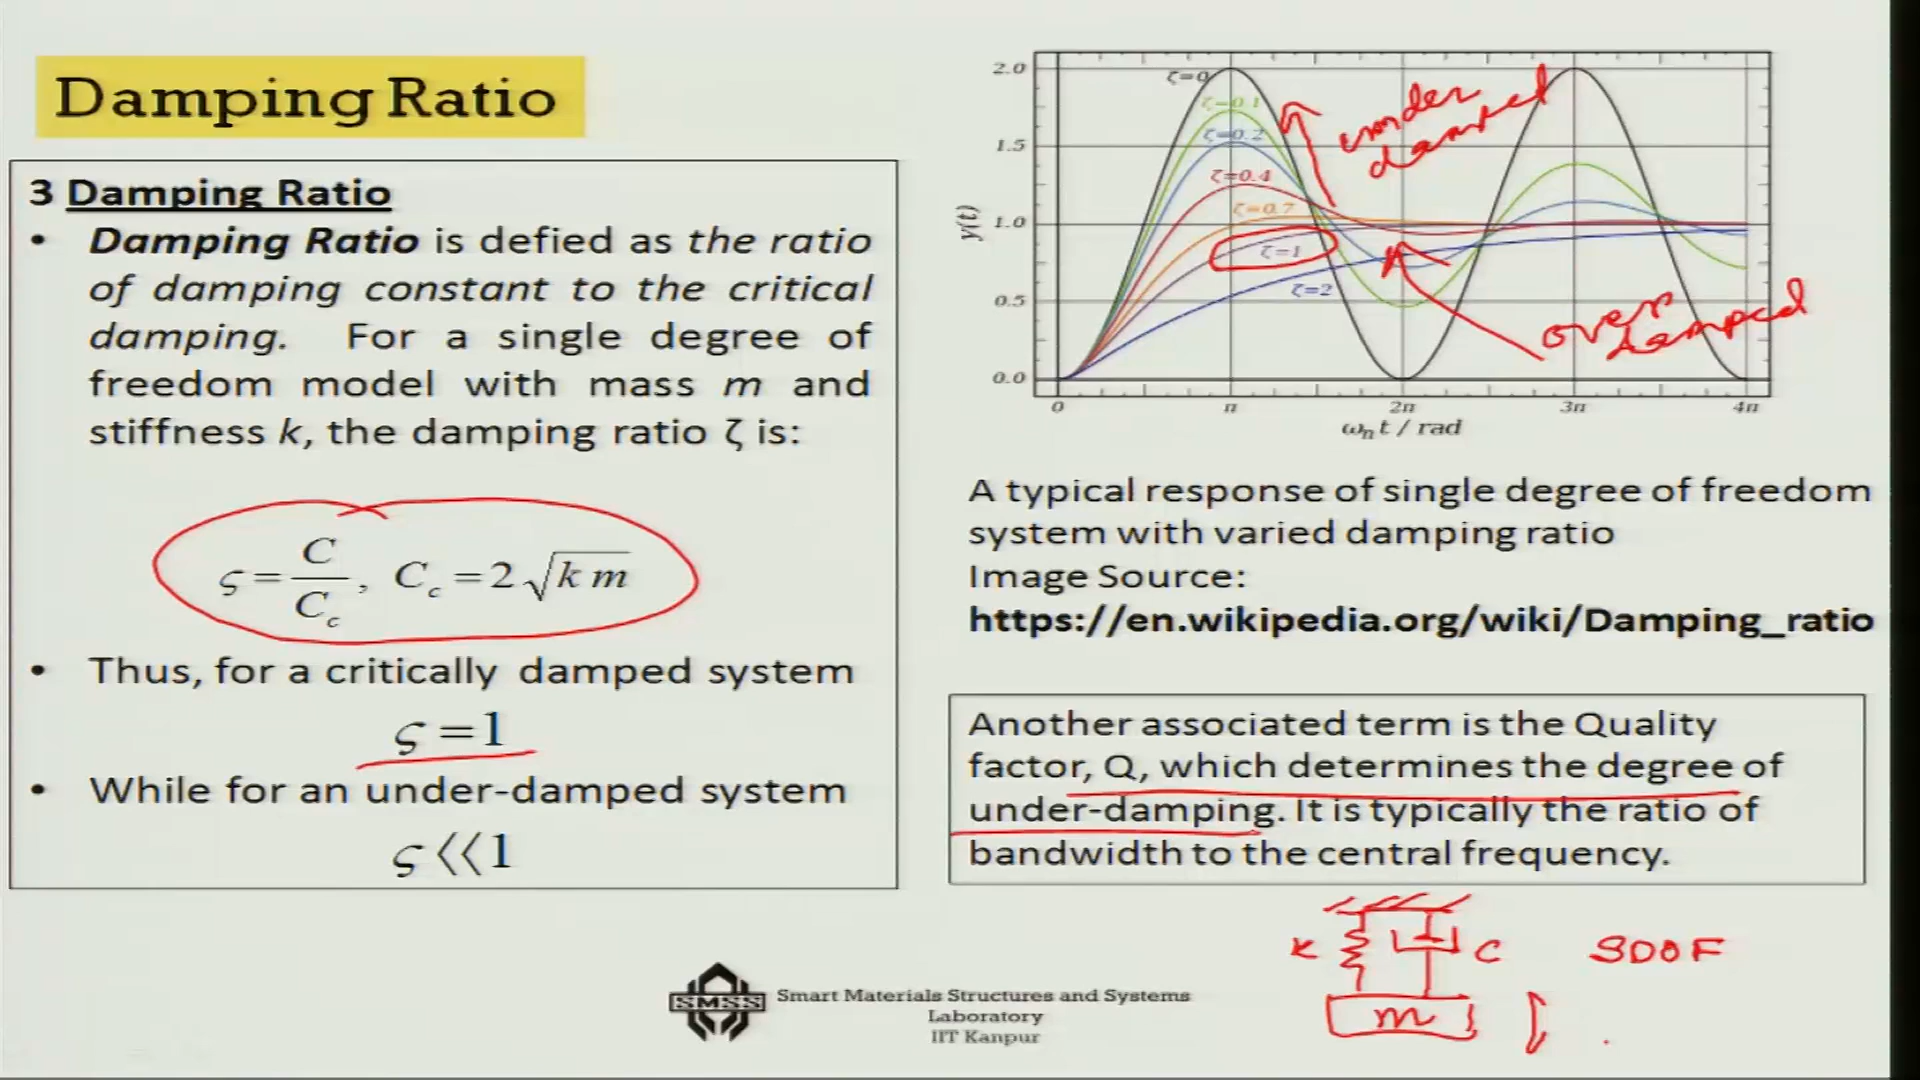 Damping Ratio
3 Damping Ratio
• Damping Ratio is defied as the ratio
of damping constant to the critical
damping. For a single degree of
freedom model with mass m and
stiffness k, the damping ratio ζ is:
ς = C / C_c , C_c = 2 √k m
• Thus, for a critically damped system
ς = 1
• While for an under-damped system
ς << 1
2.0
1.5
1.0
0.5
0.0
y(t)
0 π 2π 3π 4π
ω_n t / rad
ζ=0
ζ=0.1
ζ=0.2
ζ=0.4
ζ=0.7
ζ=1
ζ=2
under
damped
over
damped
A typical response of single degree of freedom
system with varied damping ratio
Image Source:
https://en.wikipedia.org/wiki/Damping_ratio
Another associated term is the Quality
factor, Q, which determines the degree of
under-damping. It is typically the ratio of
bandwidth to the central frequency.
K C SDOF
m
SMSS
Smart Materials Structures and Systems
Laboratory
IIT Kanpur